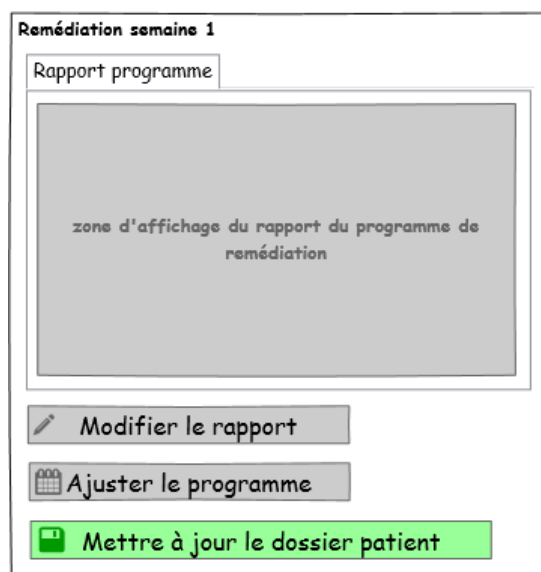 Remédiation semaine 1
Rapport programme
zone d'affichage du rapport du programme de
remédiation
Modifier le rapport
Ajuster le programme
Mettre à jour le dossier patient